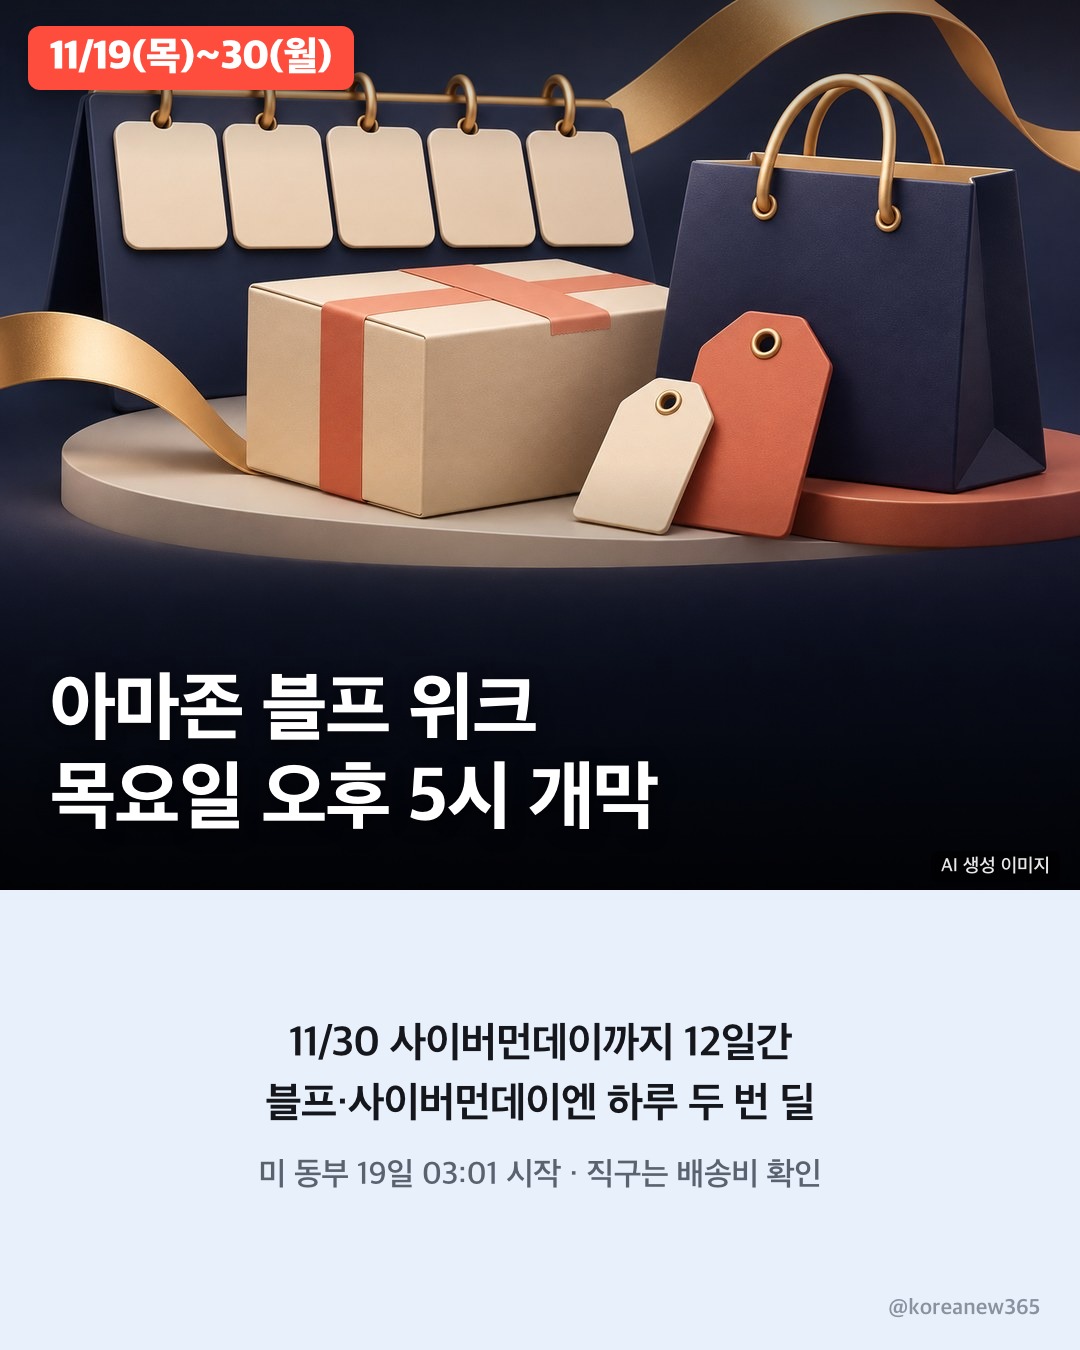 11/19(목)~30(월)
아마존 블프 위크
목요일 오후 5시 개막
AI 생성 이미지
11/30 사이버먼데이까지 12일간
블프·사이버먼데이엔 하루 두 번 딜
미 동부 19일 03:01 시작 · 직구는 배송비 확인
@koreanew365